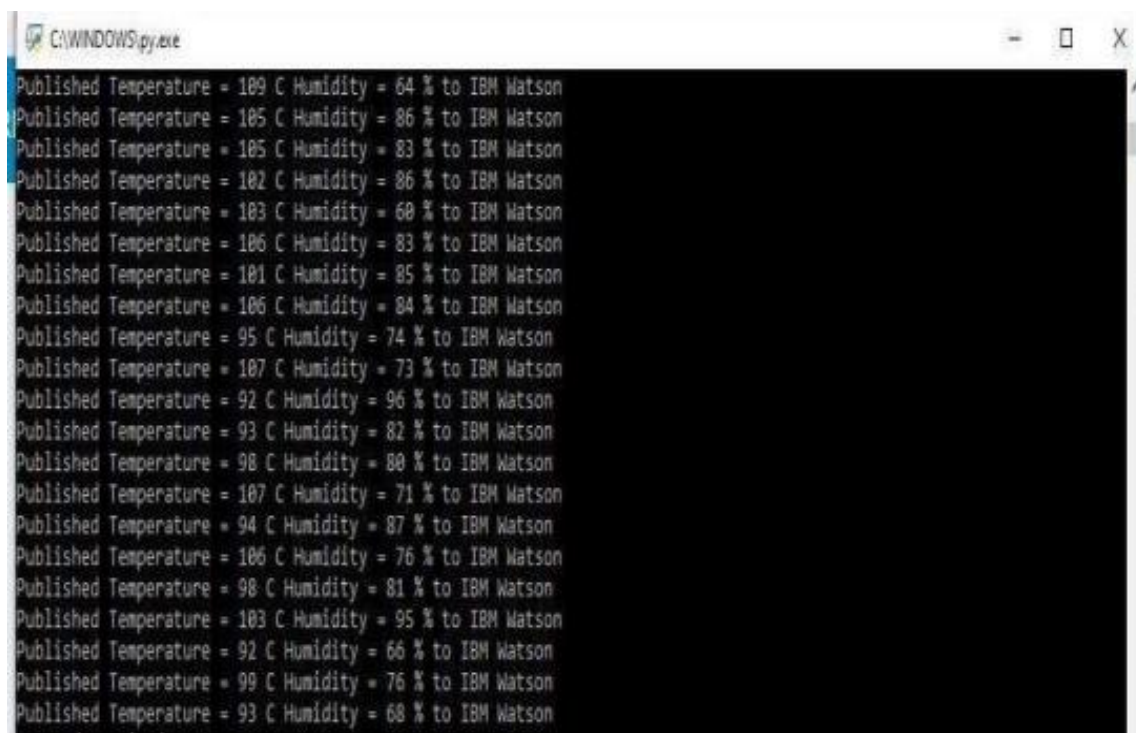 C:\WINDOWS\py.exe
Published Temperature = 109 C Humidity = 64 % to IBM Watson
Published Temperature = 105 C Humidity = 86 % to IBM Watson
Published Temperature = 105 C Humidity = 83 % to IBM Watson
Published Temperature = 102 C Humidity = 86 % to IBM Watson
Published Temperature = 103 C Humidity = 60 % to IBM Watson
Published Temperature = 106 C Humidity = 83 % to IBM Watson
Published Temperature = 101 C Humidity = 85 % to IBM Watson
Published Temperature = 106 C Humidity = 84 % to IBM Watson
Published Temperature = 95 C Humidity = 74 % to IBM Watson
Published Temperature = 107 C Humidity = 73 % to IBM Watson
Published Temperature = 92 C Humidity = 96 % to IBM Watson
Published Temperature = 93 C Humidity = 82 % to IBM Watson
Published Temperature = 98 C Humidity = 80 % to IBM Watson
Published Temperature = 107 C Humidity = 71 % to IBM Watson
Published Temperature = 94 C Humidity = 87 % to IBM Watson
Published Temperature = 106 C Humidity = 76 % to IBM Watson
Published Temperature = 98 C Humidity = 81 % to IBM Watson
Published Temperature = 103 C Humidity = 95 % to IBM Watson
Published Temperature = 92 C Humidity = 66 % to IBM Watson
Published Temperature = 99 C Humidity = 76 % to IBM Watson
Published Temperature = 93 C Humidity = 68 % to IBM Watson